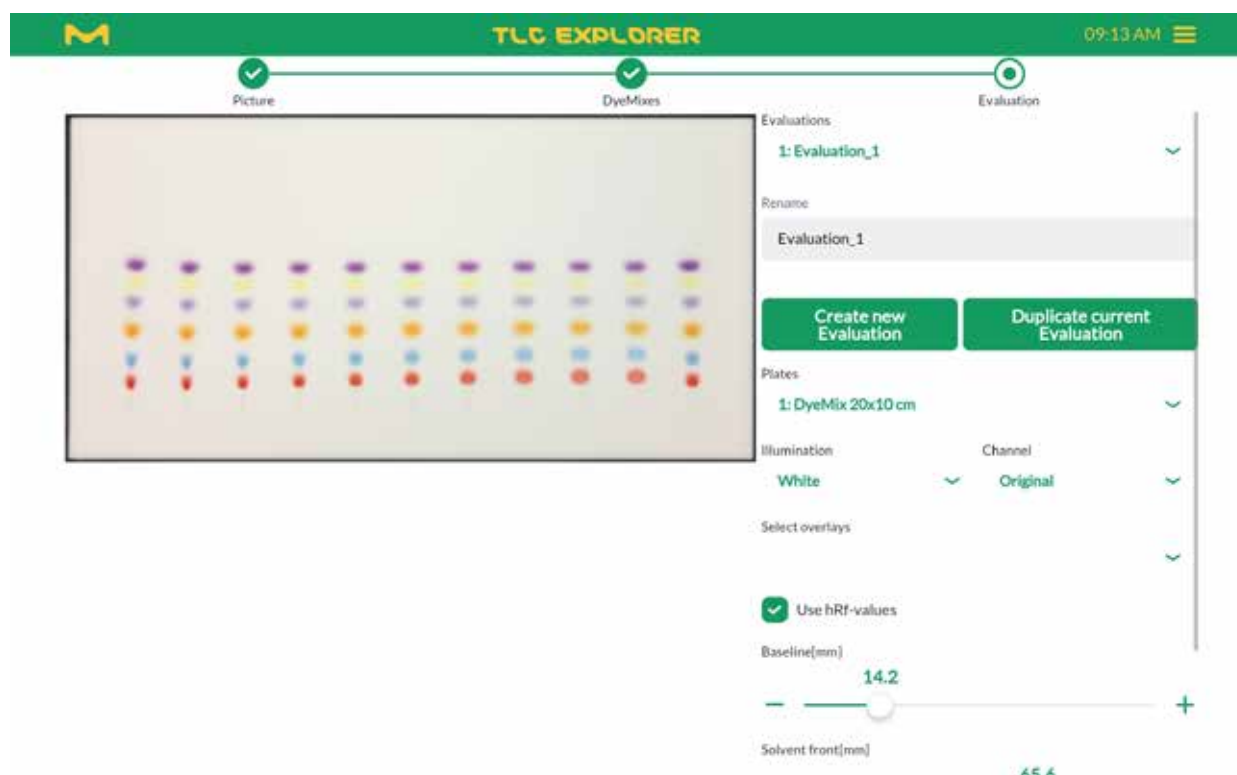 TLC EXPLORER
09:13 AM
Picture
DyeMixes
Evaluation
Evaluations
1: Evaluation_1
Rename
Evaluation_1
Create new
Evaluation
Duplicate current
Evaluation
Plates
1: DyeMix 20x10 cm
Illumination
Channel
White
Original
Select overlays
Use hRf-values
Baseline[mm]
14.2
Solvent front[mm]
65.6